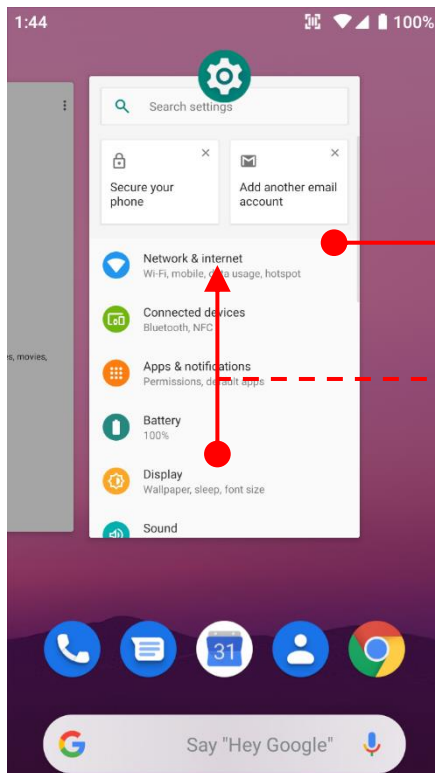 1:44
100%
Search settings
Secure your
phone
Add another email
account
Network & internet
Wi-Fi, mobile, data usage, hotspot
Connected devices
Bluetooth, NFC
s, movies,
Apps & notifications
Permissions, default apps
Battery
100%
Display
Wallpaper, sleep, font size
Sound
31
G
Say "Hey Google"